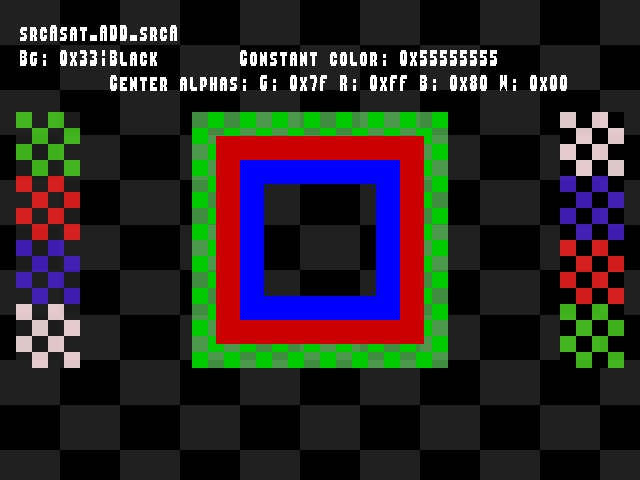 srcAsat_ADD_srcA
Bg: 0x33;Black Constant color: 0x55555555
Center alphas: G: 0x7f R: 0xff B: 0x80 W: 0x00